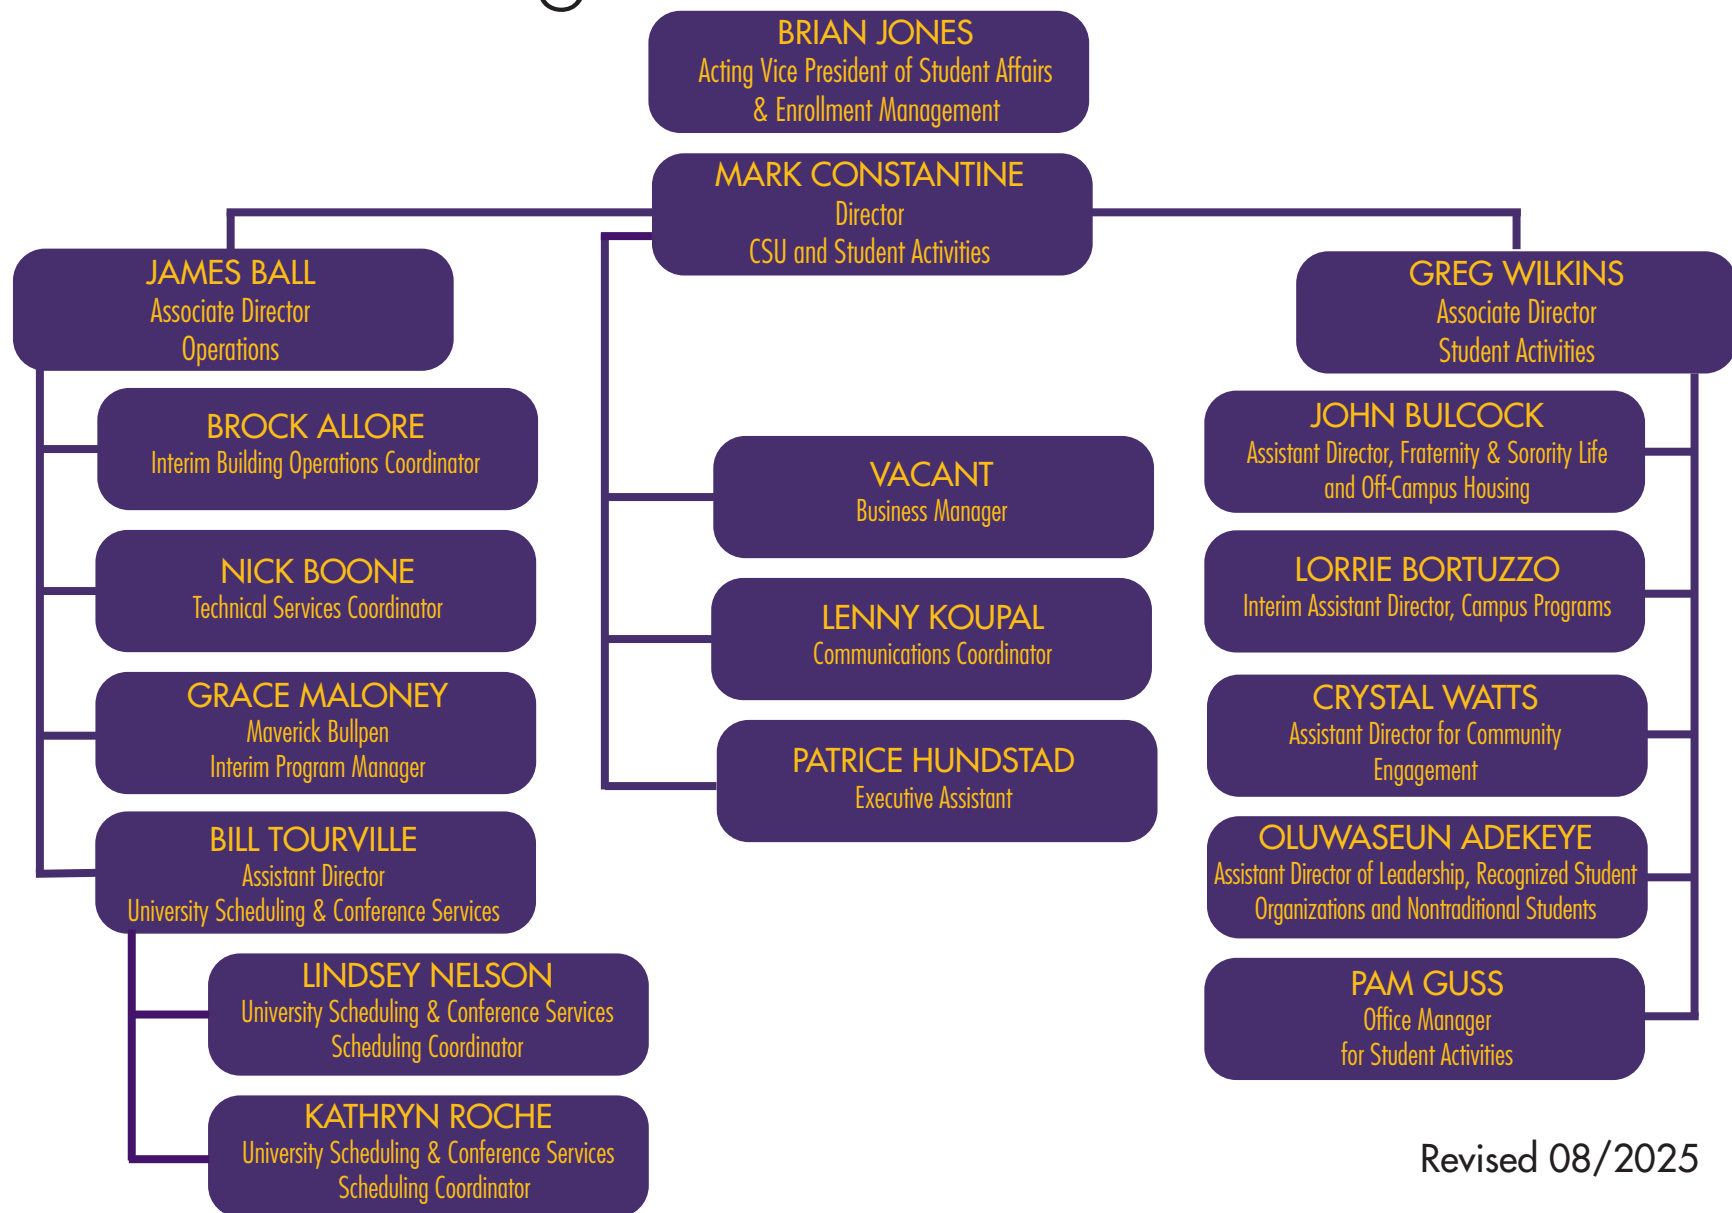 BRIAN JONES
Acting Vice President of Student Affairs
& Enrollment Management
MARK CONSTANTINE
Director
CSU and Student Activities
JAMES BALL
Associate Director
Operations
BROCK ALLORE
Interim Building Operations Coordinator
NICK BOONE
Technical Services Coordinator
GRACE MALONEY
Maverick Bullpen
Interim Program Manager
BILL TOURVILLE
Assistant Director
University Scheduling & Conference Services
LINDSEY NELSON
University Scheduling & Conference Services
Scheduling Coordinator
KATHRYN ROCHE
University Scheduling & Conference Services
Scheduling Coordinator
VACANT
Business Manager
LENNY KOUPAL
Communications Coordinator
PATRICE HUNDSTAD
Executive Assistant
GREG WILKINS
Associate Director
Student Activities
JOHN BULCOCK
Assistant Director, Fraternity & Sorority Life
and Off-Campus Housing
LORRIE BORTUZZO
Interim Assistant Director, Campus Programs
CRYSTAL WATTS
Assistant Director for Community
Engagement
OLUWASEUN ADEKEYE
Assistant Director of Leadership, Recognized Student
Organizations and Nontraditional Students
PAM GUSS
Office Manager
for Student Activities
Revised 08/2025